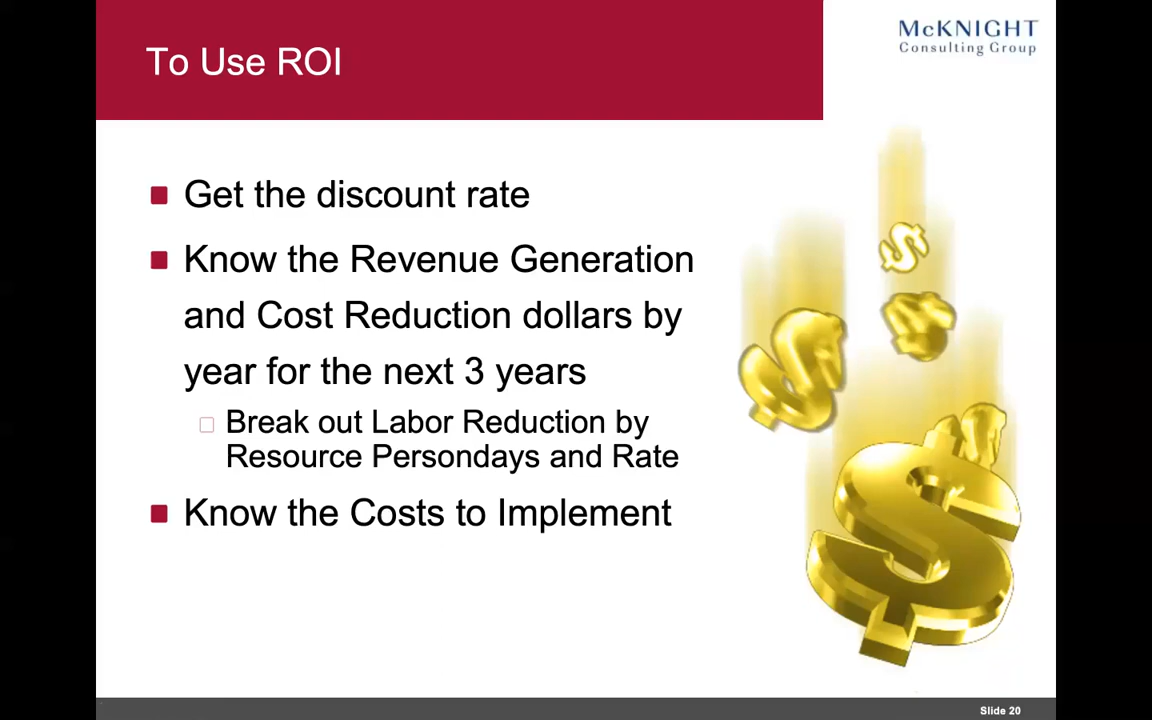 To Use ROI
McKNIGHT
Consulting Group
Get the discount rate
Know the Revenue Generation
and Cost Reduction dollars by
year for the next 3 years
Break out Labor Reduction by
Resource Persondays and Rate
Know the Costs to Implement
Slide 20